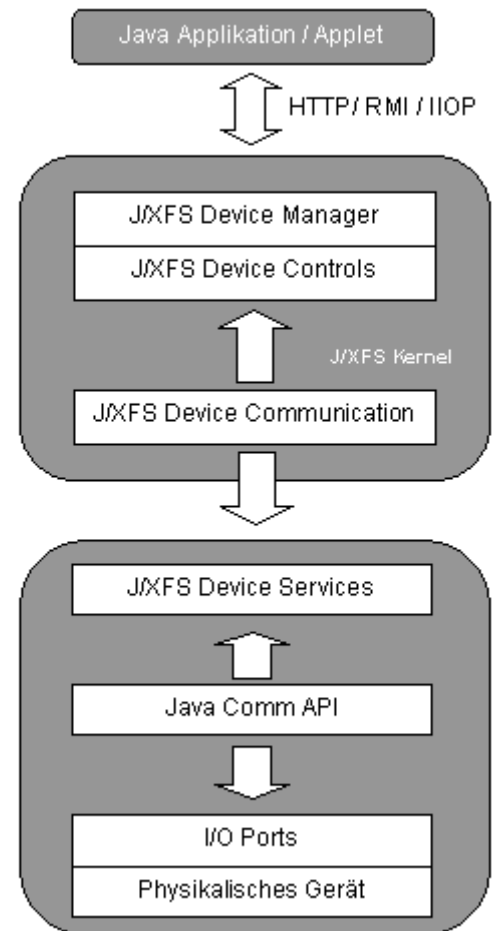 Java Applikation / Applet
HTTP/ RMI / IIOP
J/XFS Device Manager
J/XFS Device Controls
J/XFS Kernel
J/XFS Device Communication
J/XFS Device Services
Java Comm API
I/O Ports
Physikalisches Gerät